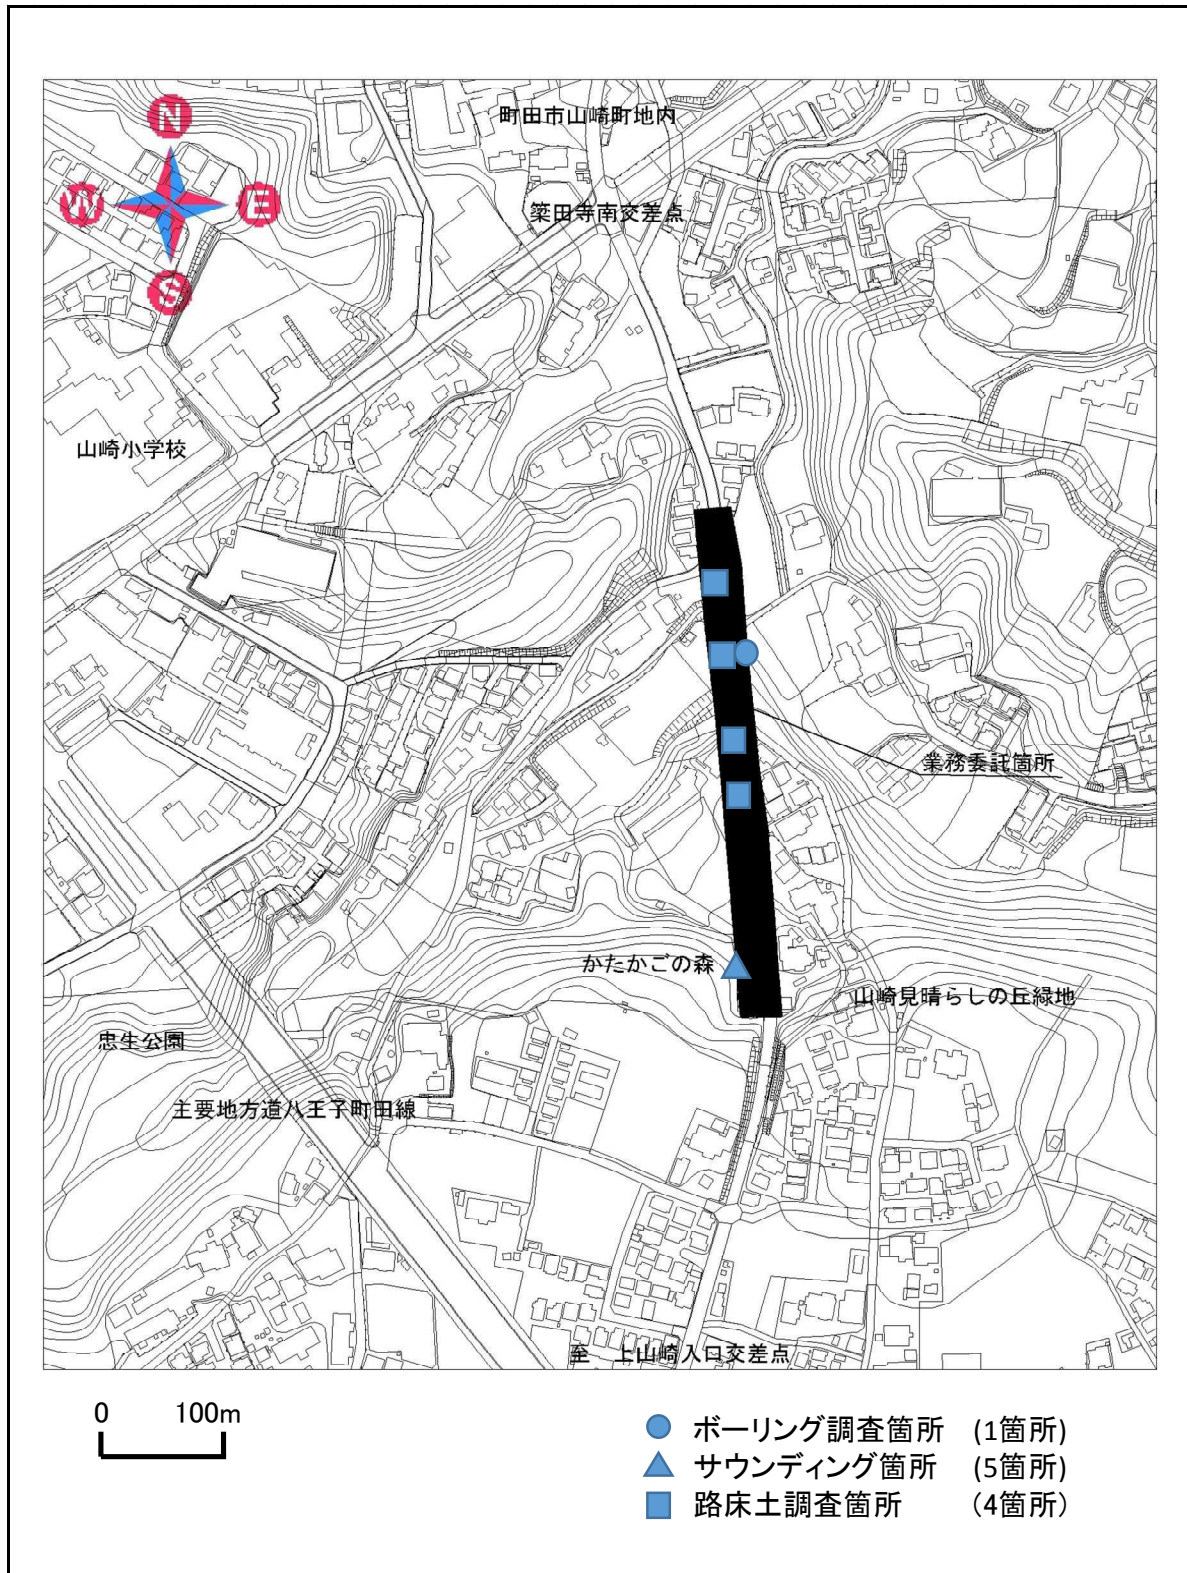 町田市山崎町地内
N
W
E
簗田寺南交差点
S
山崎小学校
業務委託箇所
かたかごの森
山崎見晴らしの丘緑地
忠生公園
主要地方道八王子町田線
至　上山崎入口交差点
0 100m
ボーリング調査箇所 (1箇所)
サウンディング箇所 (5箇所)
路床土調査箇所 (4箇所)